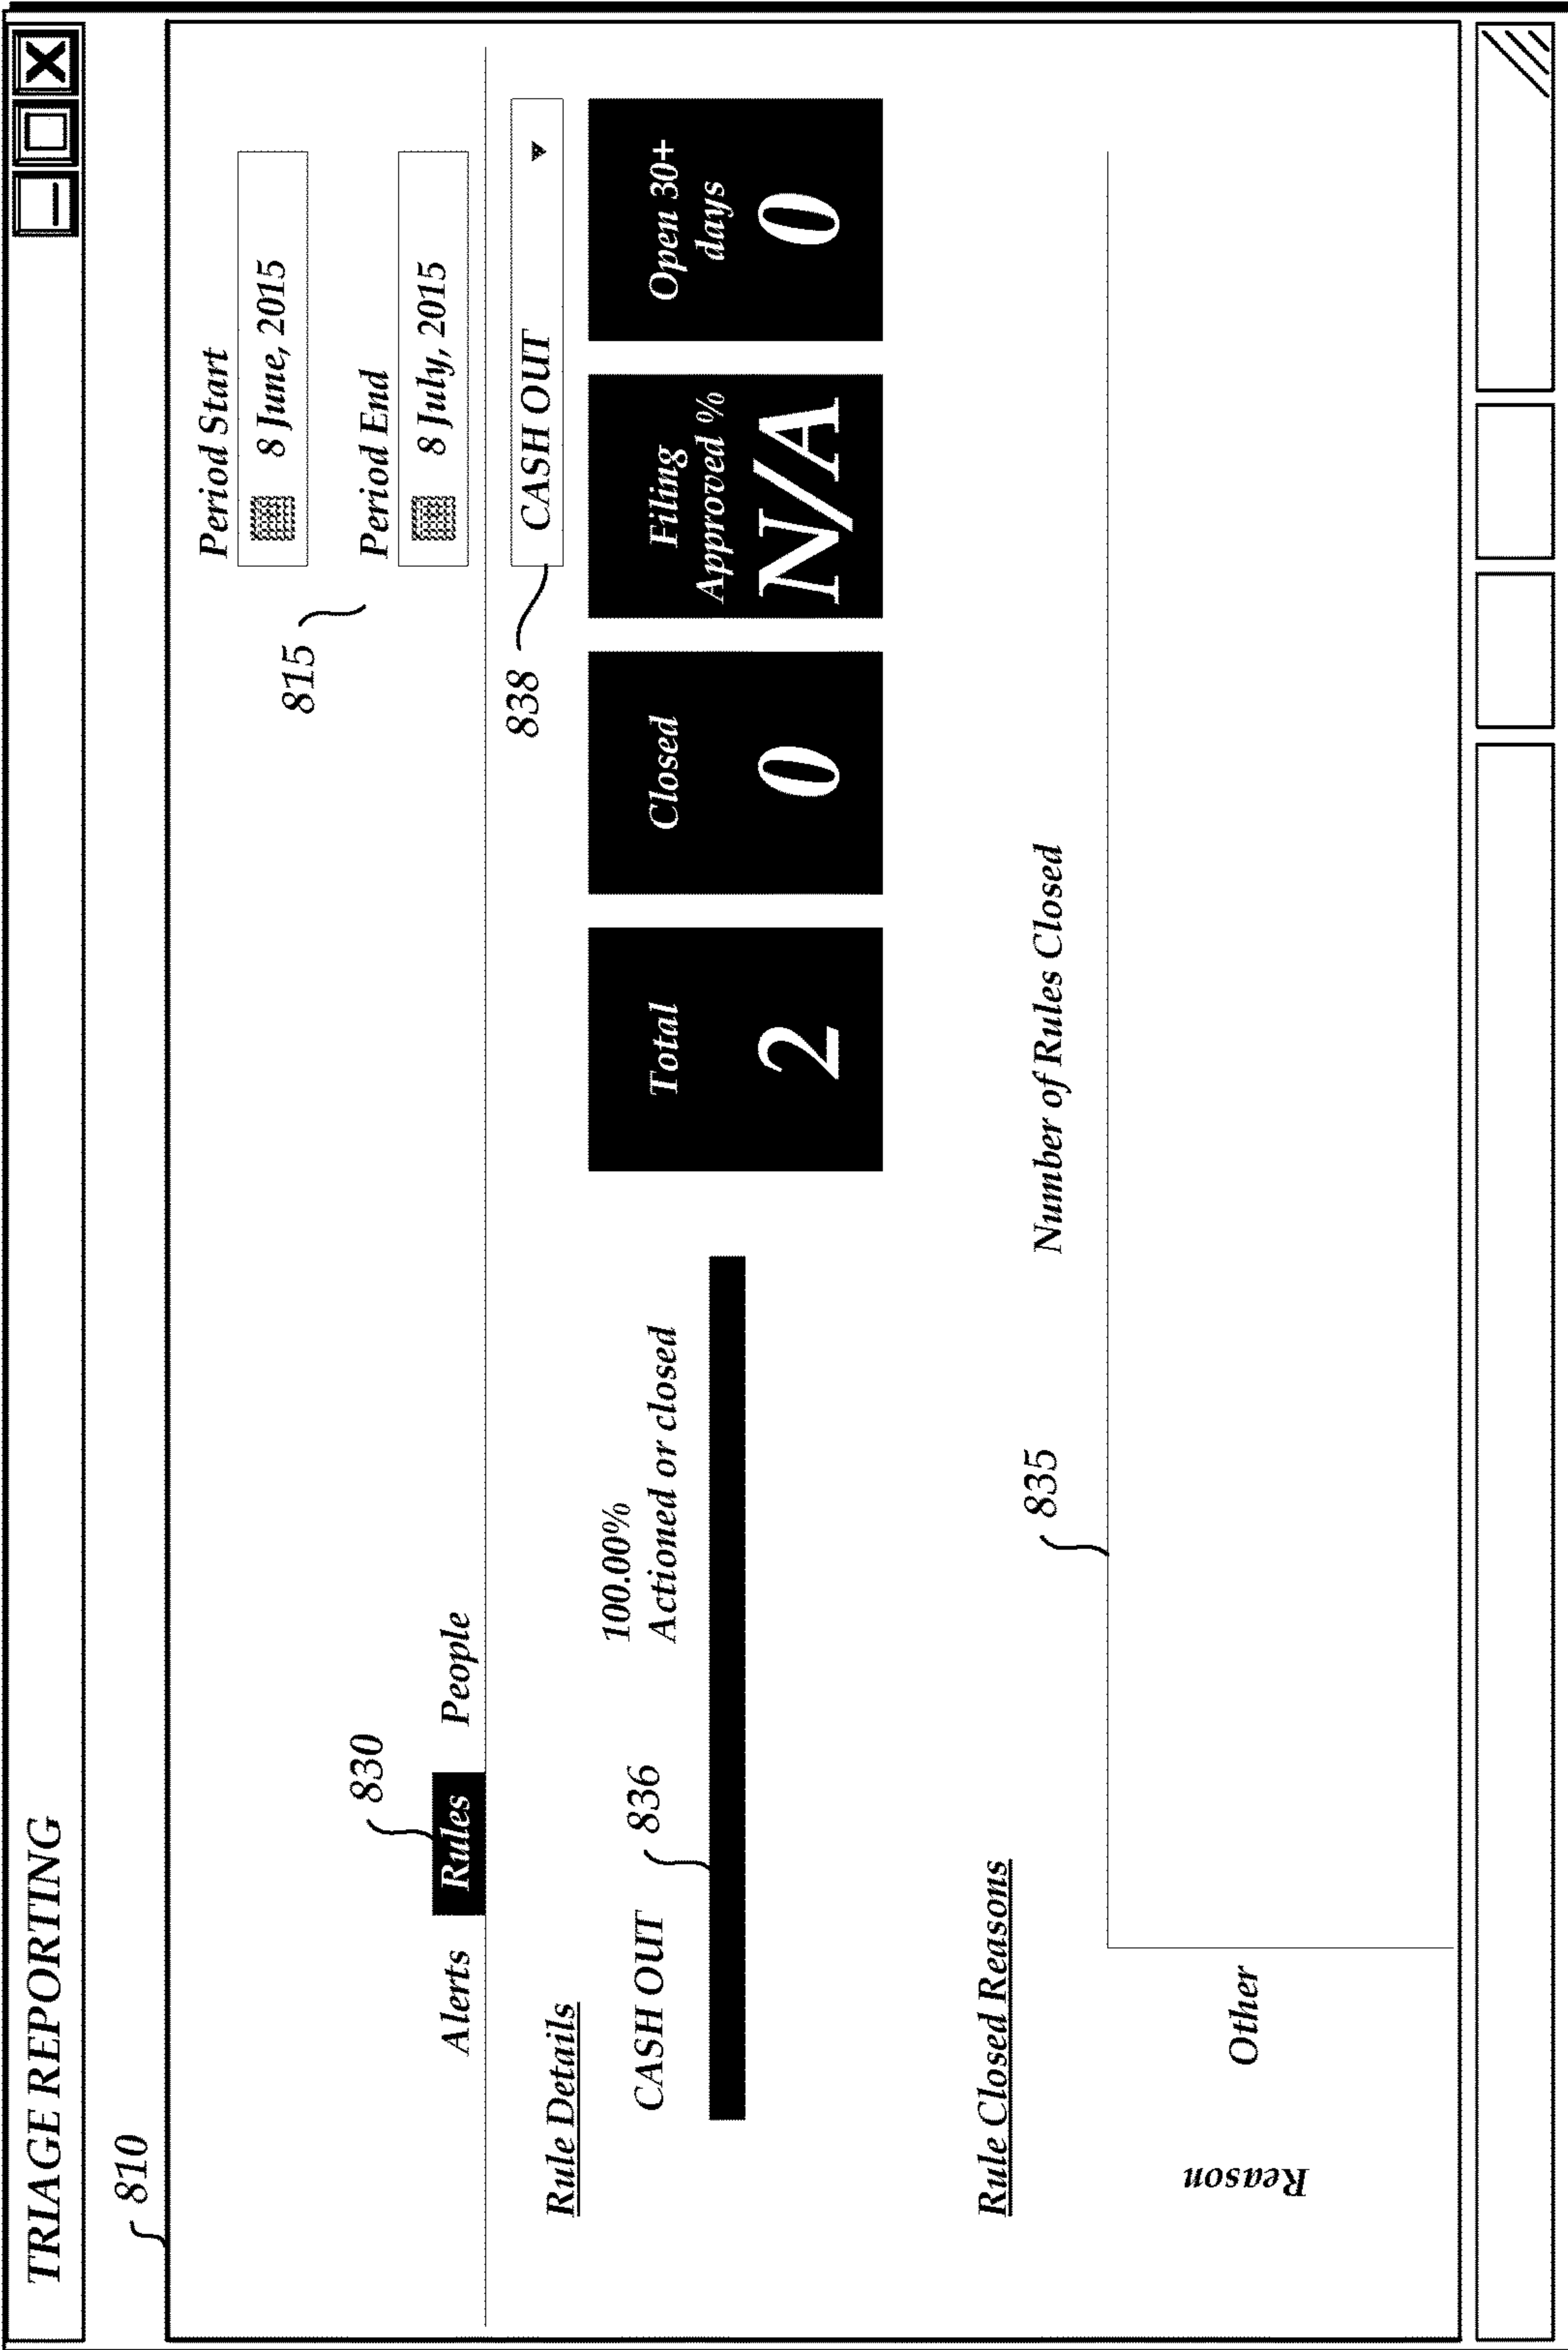 TRIAGE REPORTING
810
Period Start
8 June, 2015
815
Period End
8 July, 2015
830
Alerts Rules People
838
CASH OUT
Rule Details
CASH OUT
836
100.00%
Actioned or closed
Total
2
Closed
0
Filing
Approved %
N/A
Open 30+
days
0
Rule Closed Reasons
Number of Rules Closed
835
Reason
Other